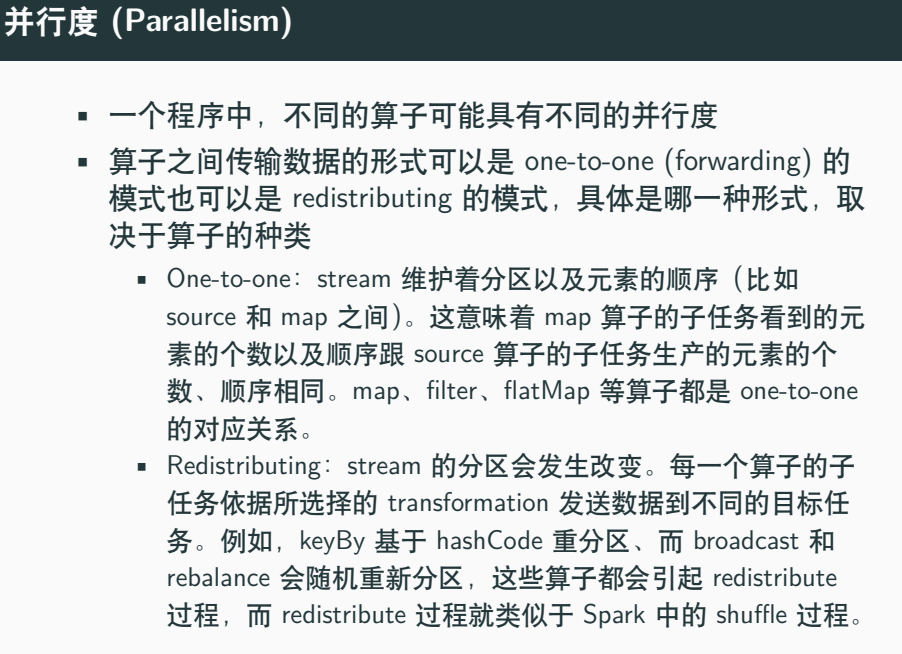 并行度 (Parallelism)
▪ 一个程序中，不同的算子可能具有不同的并行度
▪ 算子之间传输数据的形式可以是 one-to-one (forwarding) 的
模式也可以是 redistributing 的模式，具体是哪一种形式，取
决于算子的种类
▪ One-to-one：stream 维护着分区以及元素的顺序（比如
source 和 map 之间）。这意味着 map 算子的子任务看到的元
素的个数以及顺序跟 source 算子的子任务生产的元素的个
数、顺序相同。map、filter、flatMap 等算子都是 one-to-one
的对应关系。
▪ Redistributing：stream 的分区会发生改变。每一个算子的子
任务依据所选择的 transformation 发送数据到不同的目标任
务。例如，keyBy 基于 hashCode 重分区、而 broadcast 和
rebalance 会随机重新分区，这些算子都会引起 redistribute
过程，而 redistribute 过程就类似于 Spark 中的 shuffle 过程。